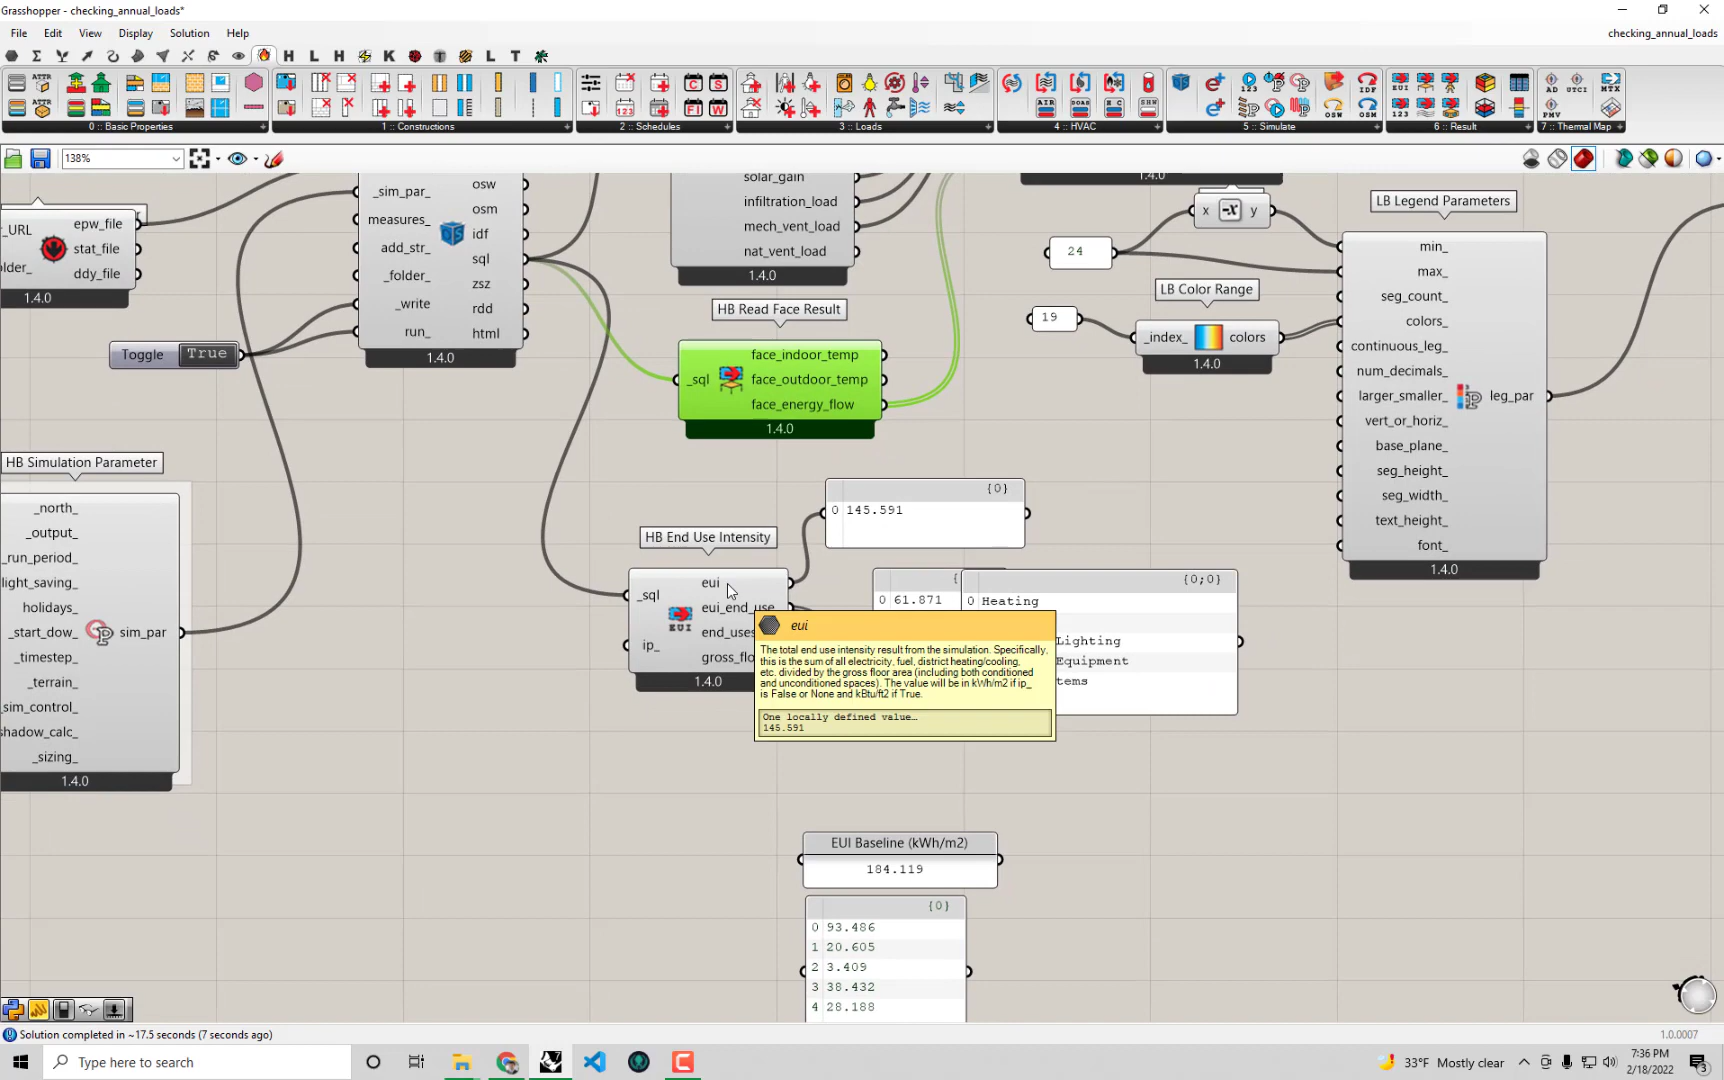 Grasshopper - checking_annual_loads*
File Edit View Display Solution Help
checking_annual_loads
0 :: Basic Properties
1 :: Constructions
2 :: Schedules
3 :: Loads
4 :: HVAC
5 :: Simulate
6 :: Result
7 :: Thermal Map
138%
_URL
_folder_
epw_file
stat_file
ddy_file
1.4.0
Toggle True
_sim_par_
measures_
add_str_
_folder_
_write
run_
osw
osm
idf
sql
zsz
rdd
html
1.4.0
solar_gain
infiltration_load
mech_vent_load
nat_vent_load
1.4.0
HB Read Face Result
_sql
face_indoor_temp
face_outdoor_temp
face_energy_flow
1.4.0
1.4.0
x -x y
24
19
LB Color Range
_index_ colors
1.4.0
LB Legend Parameters
min_
max_
seg_count_
colors_
continuous_leg_
num_decimals_
larger_smaller_
vert_or_horiz_
base_plane_
seg_height_
seg_width_
text_height_
font_
leg_par
1.4.0
HB Simulation Parameter
_north_
_output_
_run_period_
light_saving_
holidays_
_start_dow_
_timestep_
_terrain_
_sim_control_
shadow_calc_
_sizing_
sim_par
1.4.0
{0}
0 145.591
HB End Use Intensity
_sql
ip_
eui
eui_end_use
end_uses
gross_flo
1.4.0
0 61.871
{0;0}
0 Heating
Lighting
Equipment
tems
eui
The total end use intensity result from the simulation. Specifically,
this is the sum of all electricity, fuel, district heating/cooling,
etc. divided by the gross floor area (including both conditioned
and unconditioned spaces). The value will be in kWh/m2 if ip_
is False or None and kBtu/ft2 if True.
One locally defined value…
145.591
EUI Baseline (kWh/m2)
184.119
{0}
0 93.486
1 20.605
2 3.409
3 38.432
4 28.188
Solution completed in ~17.5 seconds (7 seconds ago)
1.0.0007
Type here to search
33°F Mostly clear
7:36 PM
2/18/2022